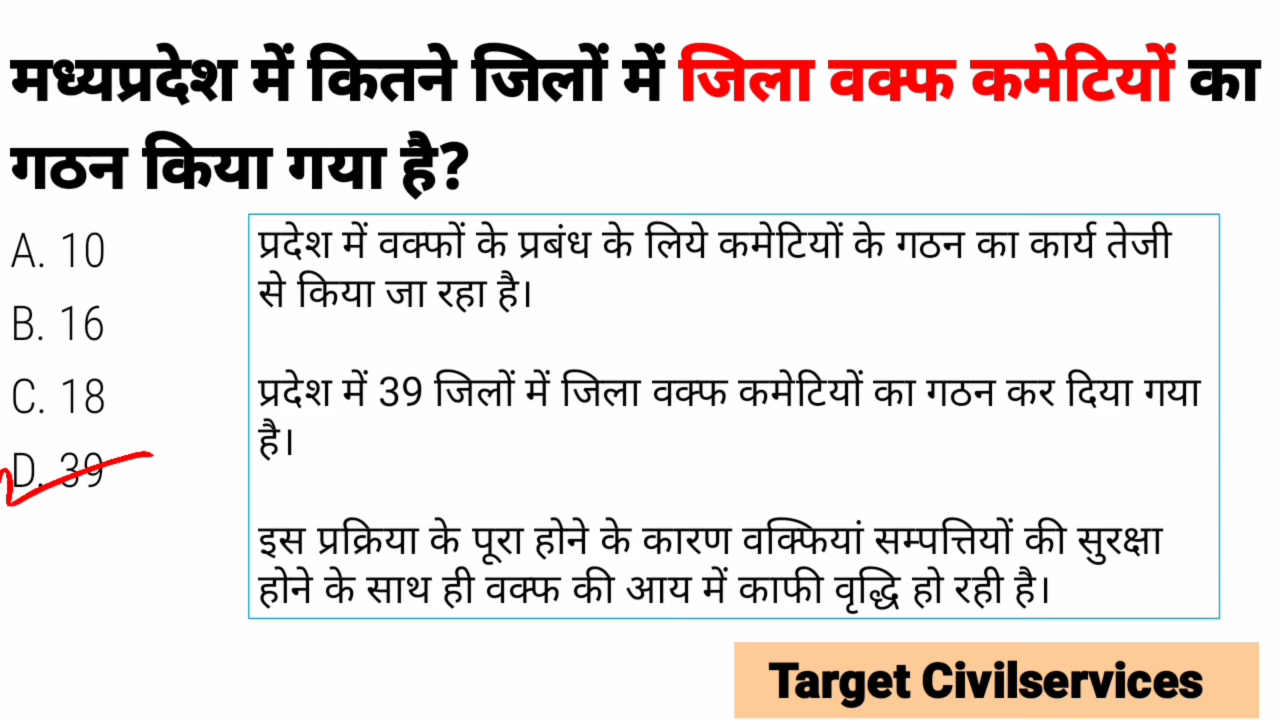 मध्यप्रदेश में कितने जिलों में जिला वक्फ कमेटियों का
गठन किया गया है?
A. 10
B. 16
C. 18
D. 39
प्रदेश में वक्फों के प्रबंध के लिये कमेटियों के गठन का कार्य तेजी
से किया जा रहा है।
प्रदेश में 39 जिलों में जिला वक्फ कमेटियों का गठन कर दिया गया
है।
इस प्रक्रिया के पूरा होने के कारण वक्फियां सम्पत्तियों की सुरक्षा
होने के साथ ही वक्फ की आय में काफी वृद्धि हो रही है।
Target Civilservices